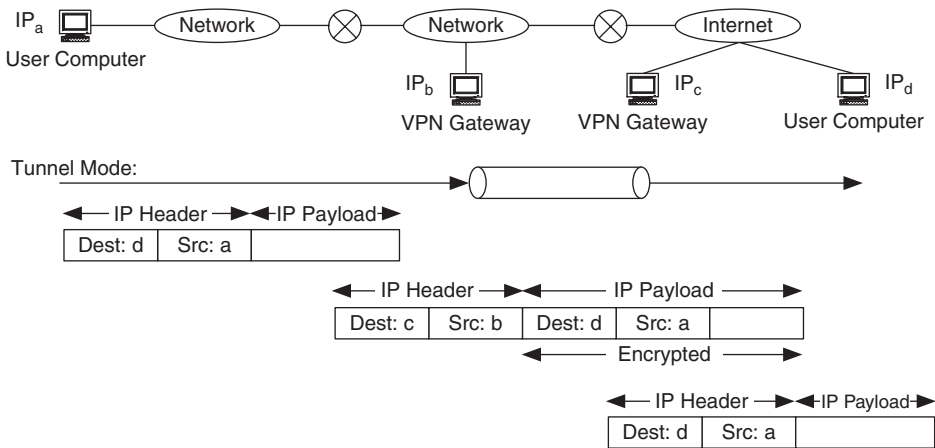 IPa
Network
Network
Internet
User Computer
IPb
IPc
IPd
VPN Gateway
VPN Gateway
User Computer
Tunnel Mode:
IP Header
IP Payload
Dest: d
Src: a
IP Header
IP Payload
Dest: c
Src: b
Dest: d
Src: a
Encrypted
IP Header
IP Payload
Dest: d
Src: a